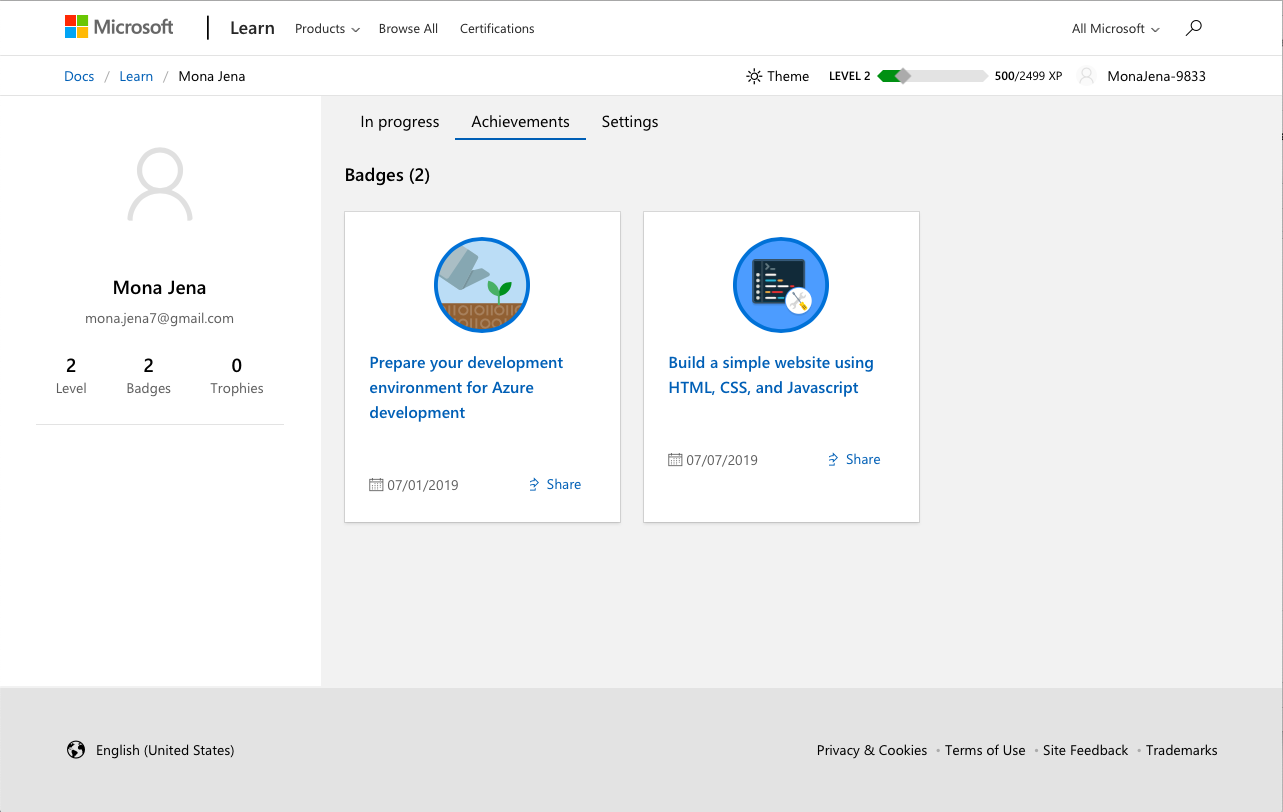 Microsoft | Learn Products Browse All Certifications All Microsoft
Docs / Learn / Mona Jena Theme LEVEL 2 500/2499 XP MonaJena-9833
In progress Achievements Settings
Badges (2)
Mona Jena
mona.jena7@gmail.com
2 2 0
Level Badges Trophies
Prepare your development
environment for Azure
development
07/01/2019 Share
Build a simple website using
HTML, CSS, and Javascript
07/07/2019 Share
English (United States) Privacy & Cookies • Terms of Use • Site Feedback • Trademarks